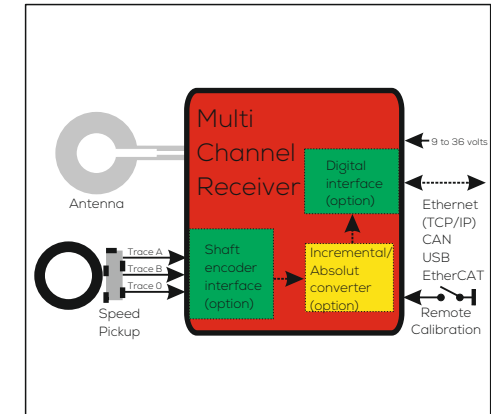 Multi
Channel
Receiver
Antenna
9 to 36 volts
Digital
interface
(option)
Ethernet
(TCP/IP)
CAN
USB
EtherCAT
Trace A
Trace B
Trace 0
Shaft
encoder
interface
(option)
Incremental/
Absolut
converter
(option)
Speed
Pickup
Remote
Calibration